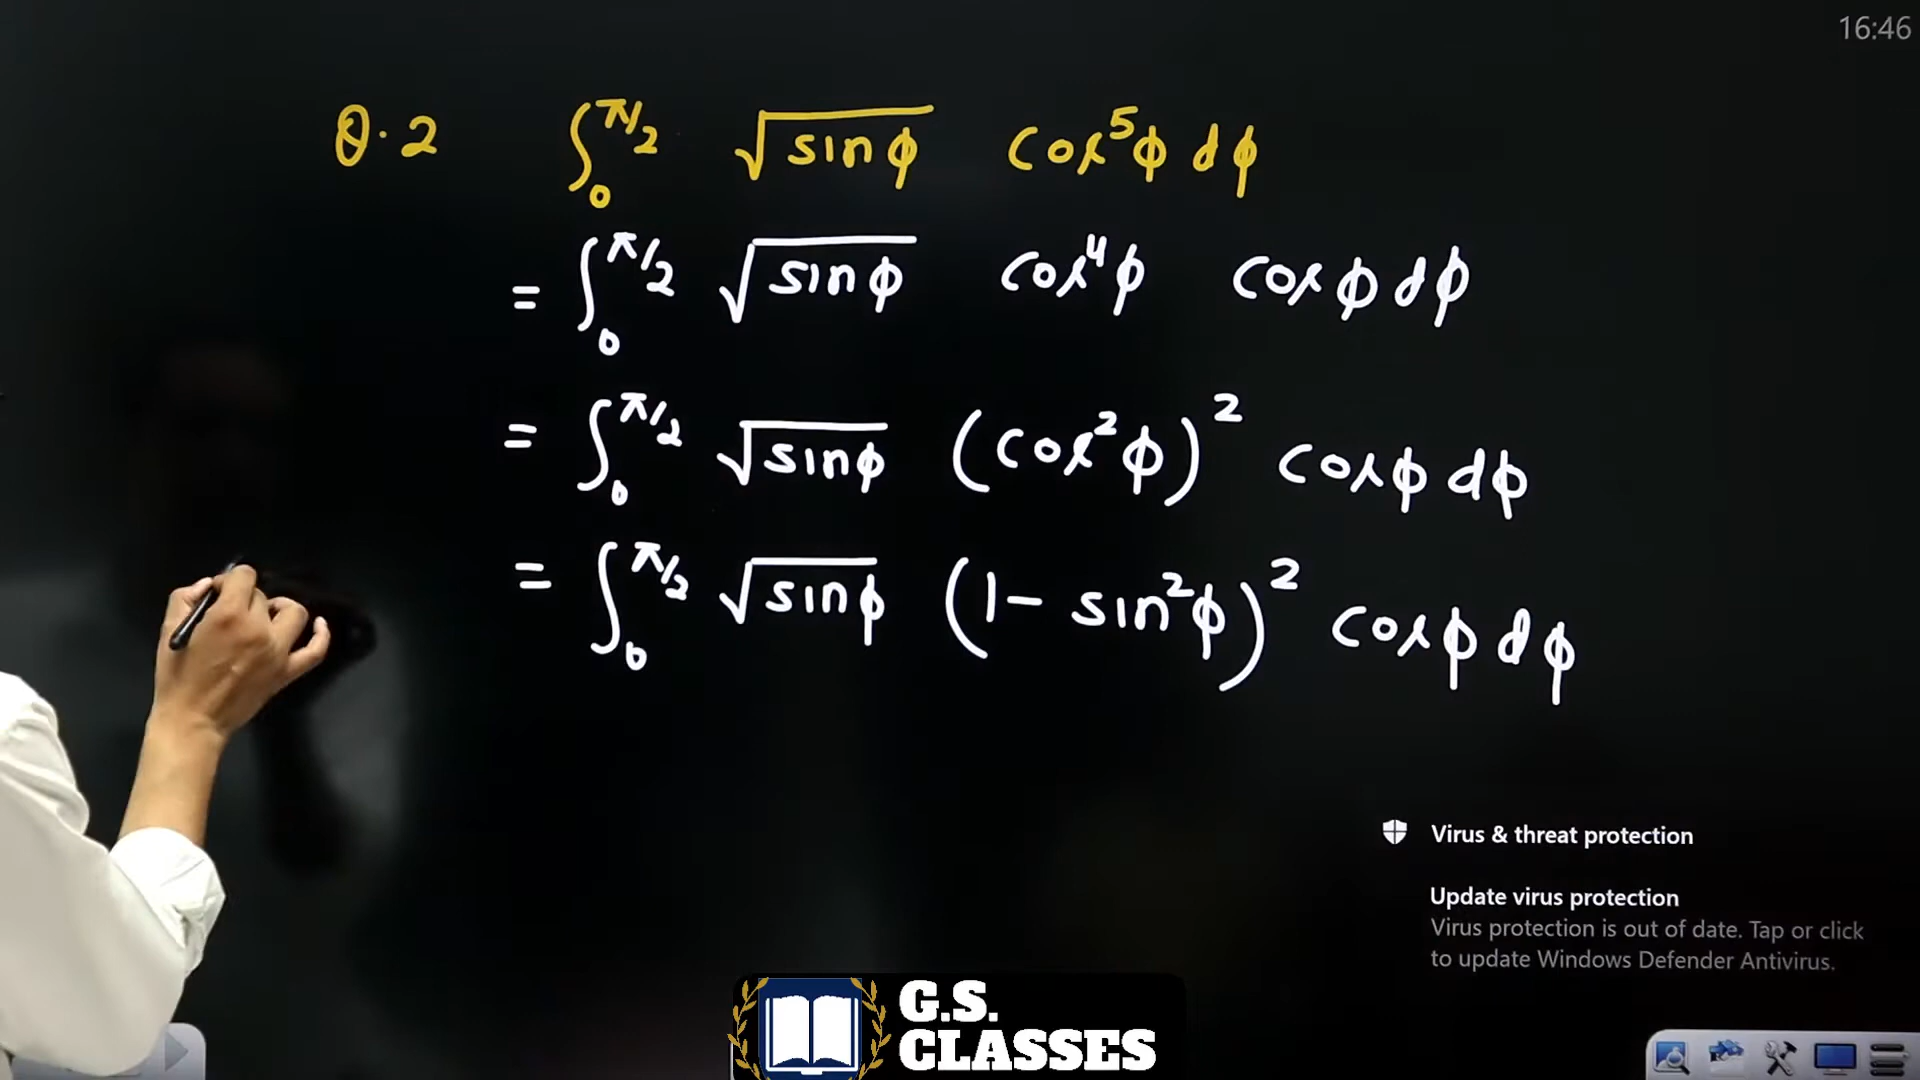 16:46
Q.2 ∫₀^π/2 √sinφ cos⁵φ dφ
= ∫₀^π/2 √sinφ cos⁴φ cosφ dφ
= ∫₀^π/2 √sinφ (cos²φ)² cosφ dφ
= ∫₀^π/2 √sinφ (1 - sin²φ)² cosφ dφ
Virus & threat protection
Update virus protection
Virus protection is out of date. Tap or click
to update Windows Defender Antivirus.
G.S.
CLASSES